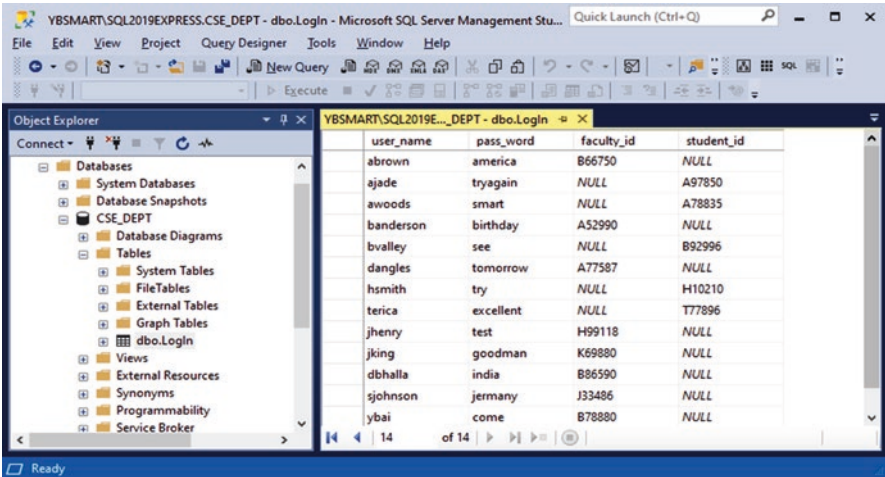 YBSMART\SQL2019EXPRESS.CSE_DEPT - dbo.LogIn - Microsoft SQL Server Management Stu... Quick Launch (Ctrl+Q)
File Edit View Project Query Designer Tools Window Help
New Query MDX DMX XMLA DAX SQL
Execute
Object Explorer YBSMART\SQL2019E..._DEPT - dbo.LogIn
Connect user_name pass_word faculty_id student_id
Databases abrown america B66750 NULL
System Databases ajade tryagain NULL A97850
Database Snapshots awoods smart NULL A78835
CSE_DEPT banderson birthday A52990 NULL
Database Diagrams bvalley see NULL B92996
Tables dangles tomorrow A77587 NULL
System Tables hsmith try NULL H10210
FileTables terica excellent NULL T77896
External Tables jhenry test H99118 NULL
Graph Tables jking goodman K69880 NULL
dbo.LogIn dbhalla india B86590 NULL
Views sjohnson jermany J33486 NULL
External Resources ybai come B78880 NULL
Synonyms
Programmability
Service Broker 14 of 14
Ready